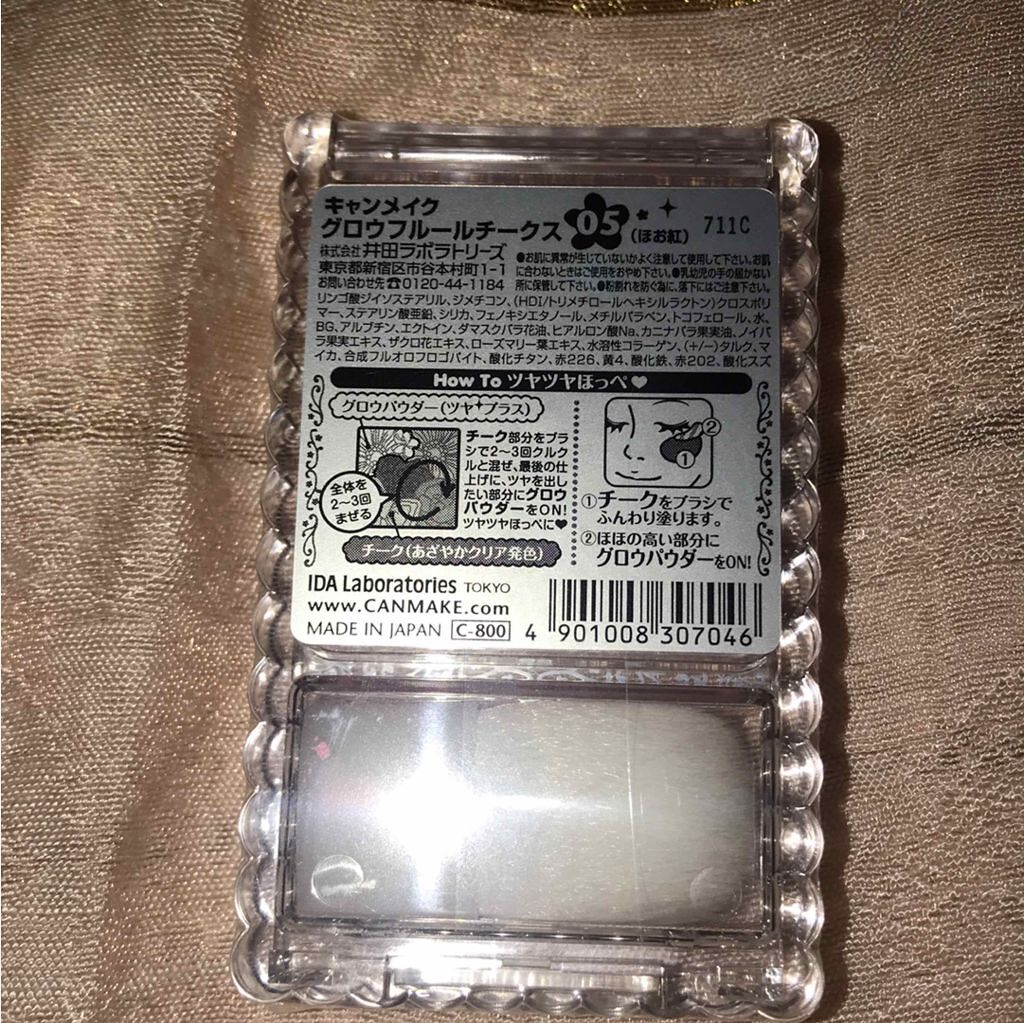 キャンメイク
グロウフルールチークス 05 (ほお紅) 711C
株式会社 井田ラボラトリーズ
東京都新宿区市谷本村町1-1
お問い合わせ先☎0120-44-1184
●お肌に異常が生じていないかよく注意して使用して下さい。お肌
に合わないときはご使用をおやめ下さい。●乳幼児の手の届かない
所に保管して下さい。●粉割れを防ぐ為に、落下にはご注意下さい。
リンゴ酸ジイソステアリル、ジメチコン、(HDI/トリメチロールヘキシルラクトン)クロスポリ
マー、ステアリン酸亜鉛、シリカ、フェノキシエタノール、メチルパラベン、トコフェロール、水、
BG、アルブチン、エクトイン、ダマスクバラ花油、ヒアルロン酸Na、カニナバラ果実油、ノイバ
ラ果実エキス、ザクロ花エキス、ローズマリー葉エキス、水溶性コラーゲン、(+/-)タルク、マ
イカ、合成フルオロフロゴパイト、酸化チタン、赤226、黄4、酸化鉄、赤202、酸化スズ
How To ツヤツヤほっぺ♥
グロウパウダー(ツヤ✦プラス)
チーク部分をブラ
シで2〜3回クルク
ルと混ぜ、最後の仕
上げに、ツヤを出し
たい部分にグロウ
パウダーをON!
ツヤツヤほっぺに♥
全体を
2〜3回
まぜる
チーク(あざやかクリア発色)
②
①
①チークをブラシで
ふんわり塗ります。
②ほほの高い部分に
グロウパウダーをON!
IDA Laboratories TOKYO
www.CANMAKE.com
MADE IN JAPAN C-800
4 901008 307046